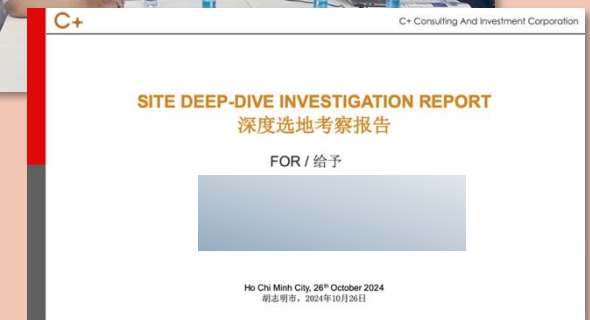 C+
C+ Consulting And Investment Corporation
SITE DEEP-DIVE INVESTIGATION REPORT
深度选地考察报告
FOR / 给予
Ho Chi Minh City, 26th October 2024
胡志明市，2024年10月26日